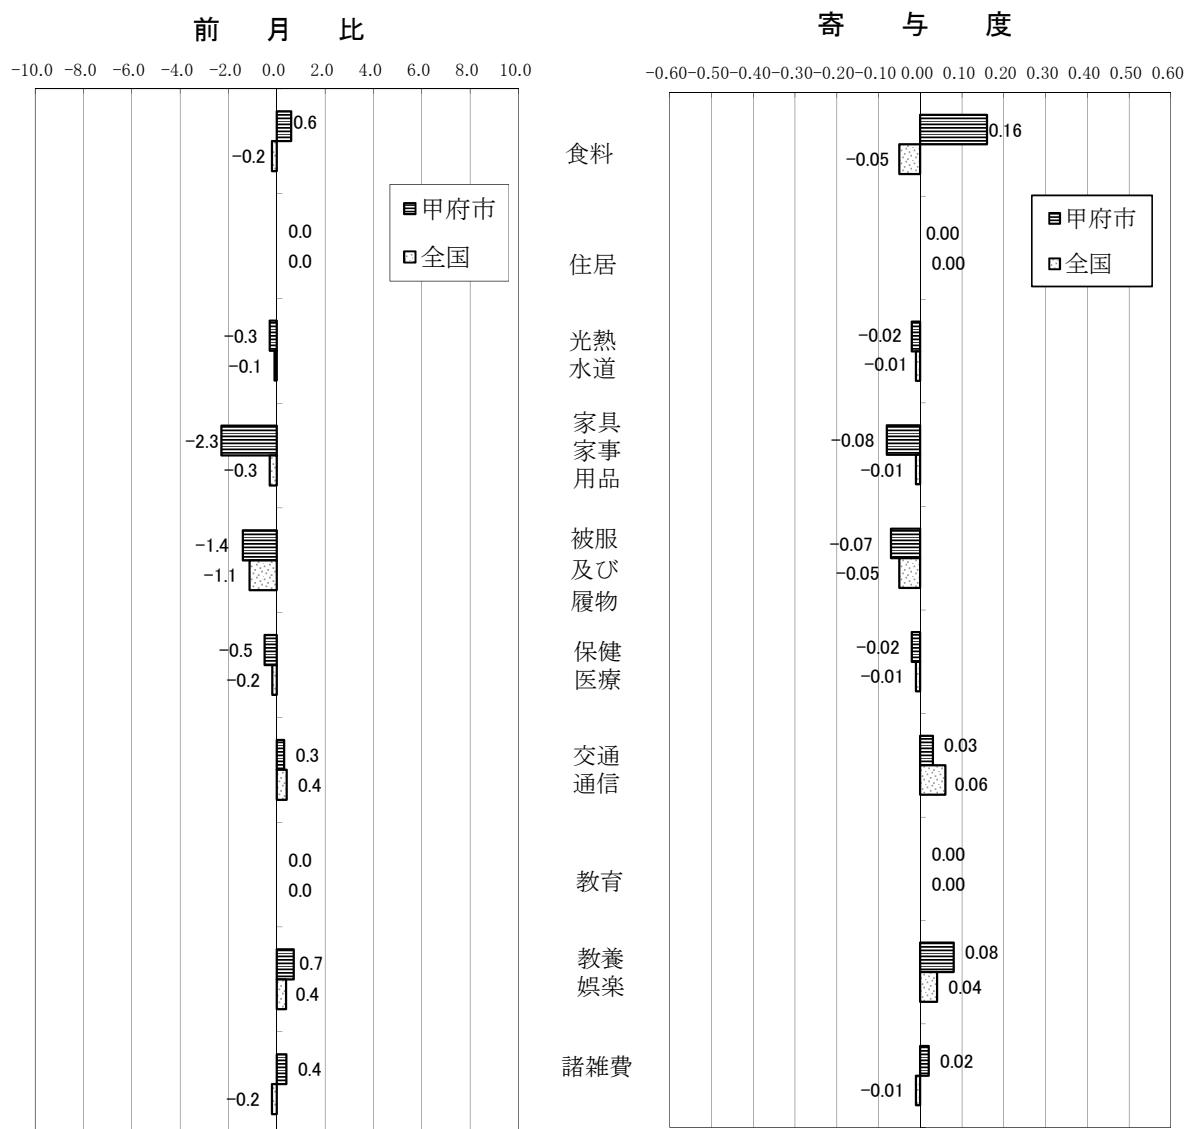 前 月 比
-10.0 -8.0 -6.0 -4.0 -2.0 0.0 2.0 4.0 6.0 8.0 10.0
0.6
-0.2
甲府市
全国
0.0
0.0
-0.3
-0.1
-2.3
-0.3
-1.4
-1.1
-0.5
-0.2
0.3
0.4
0.0
0.0
0.7
0.4
0.4
-0.2
食料
住居
光熱
水道
家具
家事
用品
被服
及び
履物
保健
医療
交通
通信
教育
教養
娯楽
諸雑費
寄 与 度
-0.60 -0.50 -0.40 -0.30 -0.20 -0.10 0.00 0.10 0.20 0.30 0.40 0.50 0.60
0.16
-0.05
甲府市
全国
0.00
0.00
-0.02
-0.01
-0.08
-0.01
-0.07
-0.05
-0.02
-0.01
0.03
0.06
0.00
0.00
0.08
0.04
0.02
-0.01